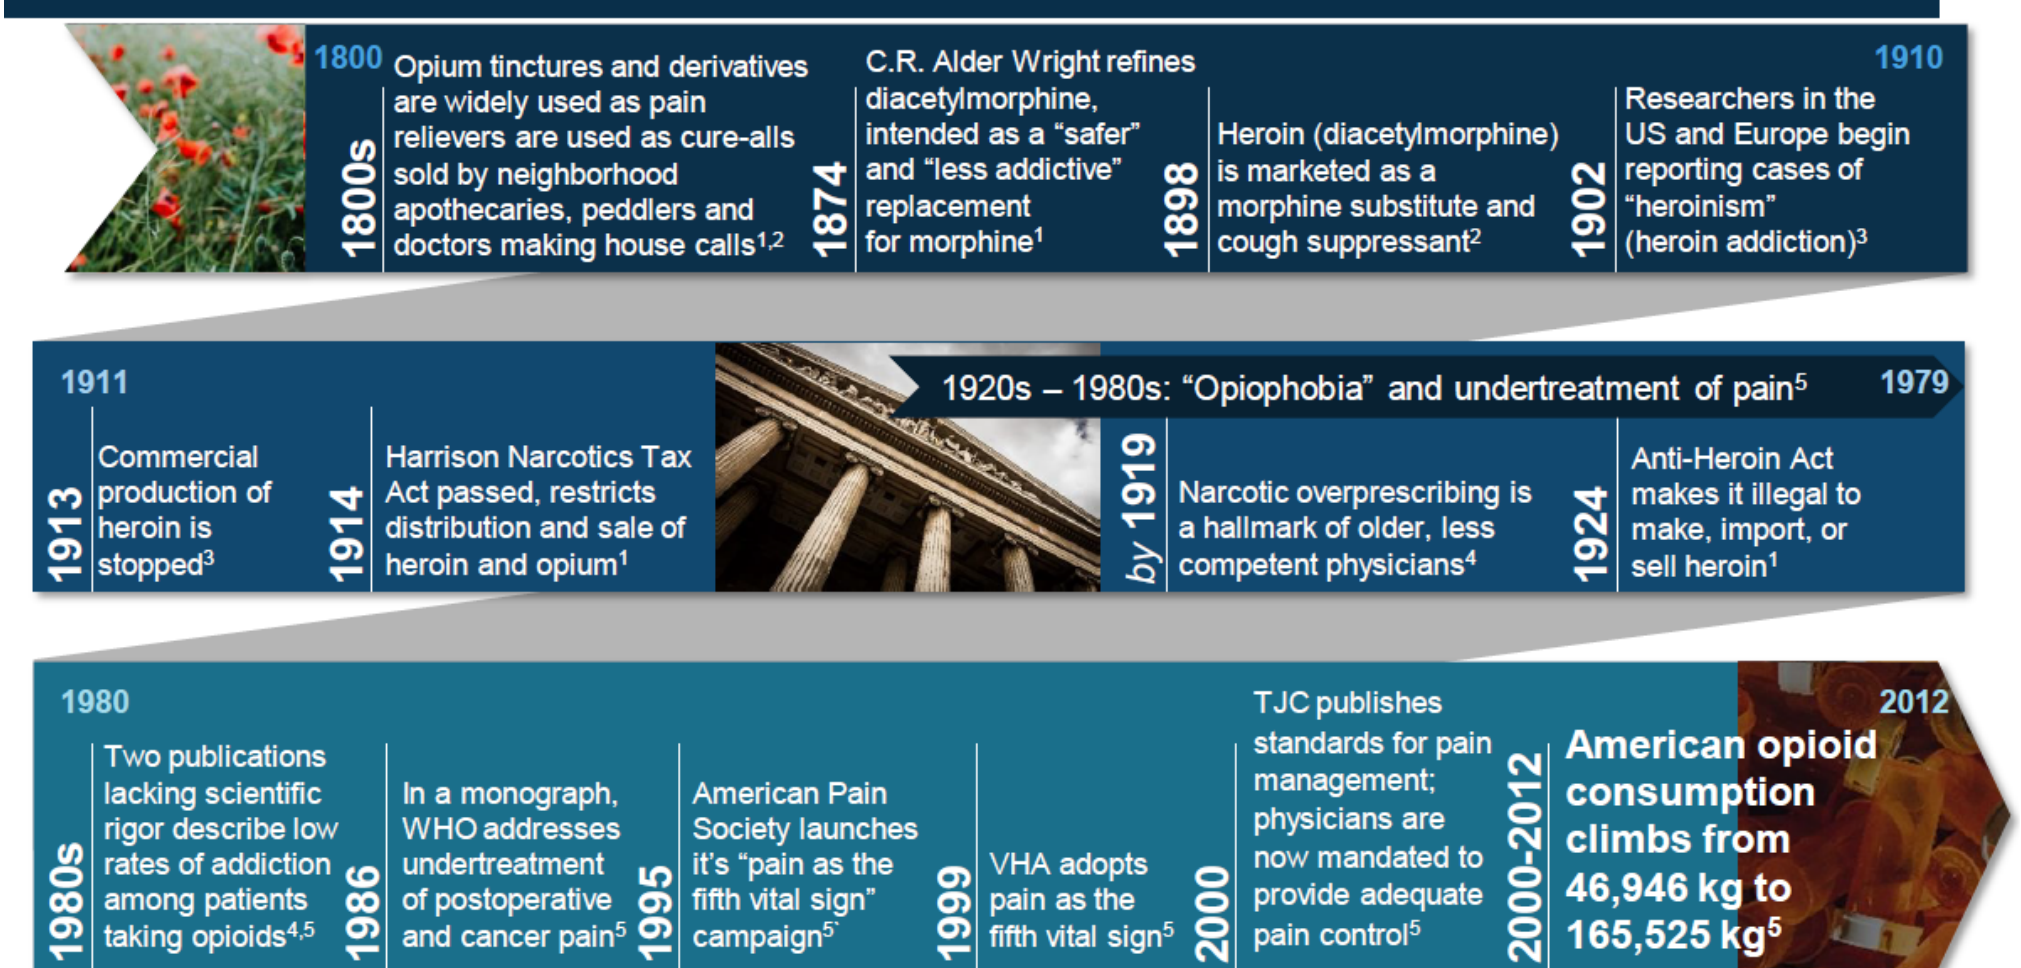 1800
1800s
Opium tinctures and derivatives
are widely used as pain
relievers are used as cure-alls
sold by neighborhood
apothecaries, peddlers and
doctors making house calls1,2
1874
C.R. Alder Wright refines
diacetylmorphine,
intended as a “safer”
and “less addictive”
replacement
for morphine1
1898
Heroin (diacetylmorphine)
is marketed as a
morphine substitute and
cough suppressant2
1910
1902
Researchers in the
US and Europe begin
reporting cases of
“heroinism”
(heroin addiction)3
1911
1913
Commercial
production of
heroin is
stopped3
1914
Harrison Narcotics Tax
Act passed, restricts
distribution and sale of
heroin and opium1
1920s – 1980s: “Opiophobia” and undertreatment of pain5
1979
by 1919
Narcotic overprescribing is
a hallmark of older, less
competent physicians4
1924
Anti-Heroin Act
makes it illegal to
make, import, or
sell heroin1
1980
1980s
Two publications
lacking scientific
rigor describe low
rates of addiction
among patients
taking opioids4,5
1986
In a monograph,
WHO addresses
undertreatment
of postoperative
and cancer pain5
1995
American Pain
Society launches
it’s “pain as the
fifth vital sign”
campaign5`
1999
VHA adopts
pain as the
fifth vital sign5
2000
TJC publishes
standards for pain
management;
physicians are
now mandated to
provide adequate
pain control5
2000-2012
2012
American opioid
consumption
climbs from
46,946 kg to
165,525 kg5